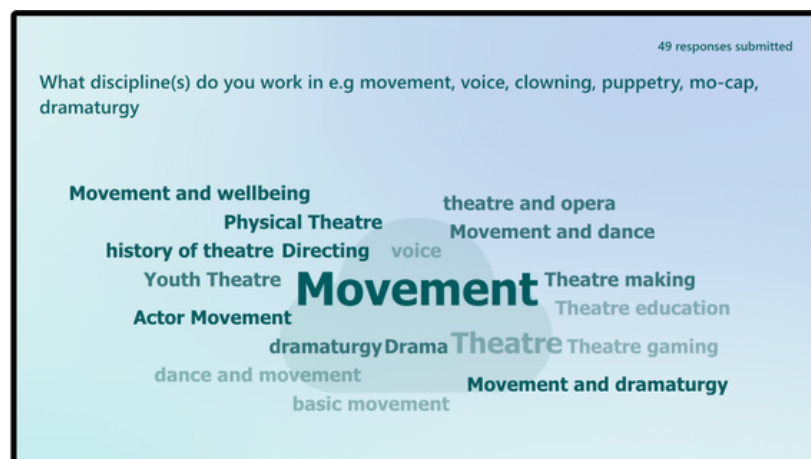 49 responses submitted
What discipline(s) do you work in e.g movement, voice, clowning, puppetry, mo-cap,
dramaturgy
Movement and wellbeing
theatre and opera
Physical Theatre
Movement and dance
history of theatre
Directing
voice
Youth Theatre
Movement
Theatre making
Theatre education
Actor Movement
dramaturgy
Drama
Theatre
Theatre gaming
dance and movement
Movement and dramaturgy
basic movement